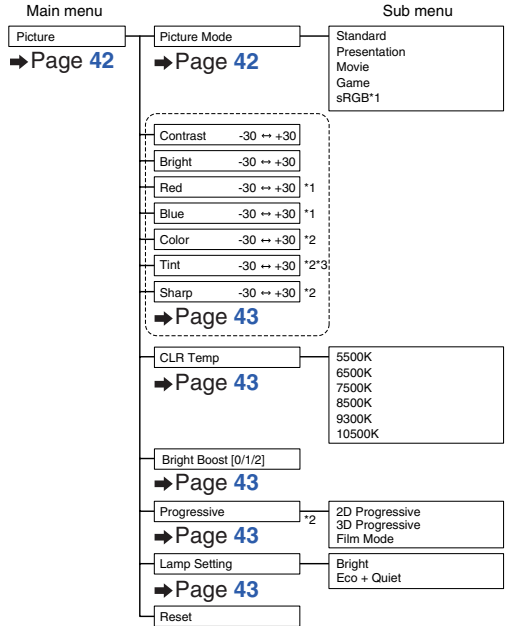 Main menu Sub menu
Picture
➡Page 42
Picture Mode
➡Page 42
Standard
Presentation
Movie
Game
sRGB*1
Contrast -30 ↔ +30
Bright -30 ↔ +30
Red -30 ↔ +30 *1
Blue -30 ↔ +30 *1
Color -30 ↔ +30 *2
Tint -30 ↔ +30 *2*3
Sharp -30 ↔ +30 *2
➡Page 43
CLR Temp
➡Page 43
5500K
6500K
7500K
8500K
9300K
10500K
Bright Boost [0/1/2]
➡Page 43
Progressive *2
➡Page 43
2D Progressive
3D Progressive
Film Mode
Lamp Setting
➡Page 43
Bright
Eco + Quiet
Reset